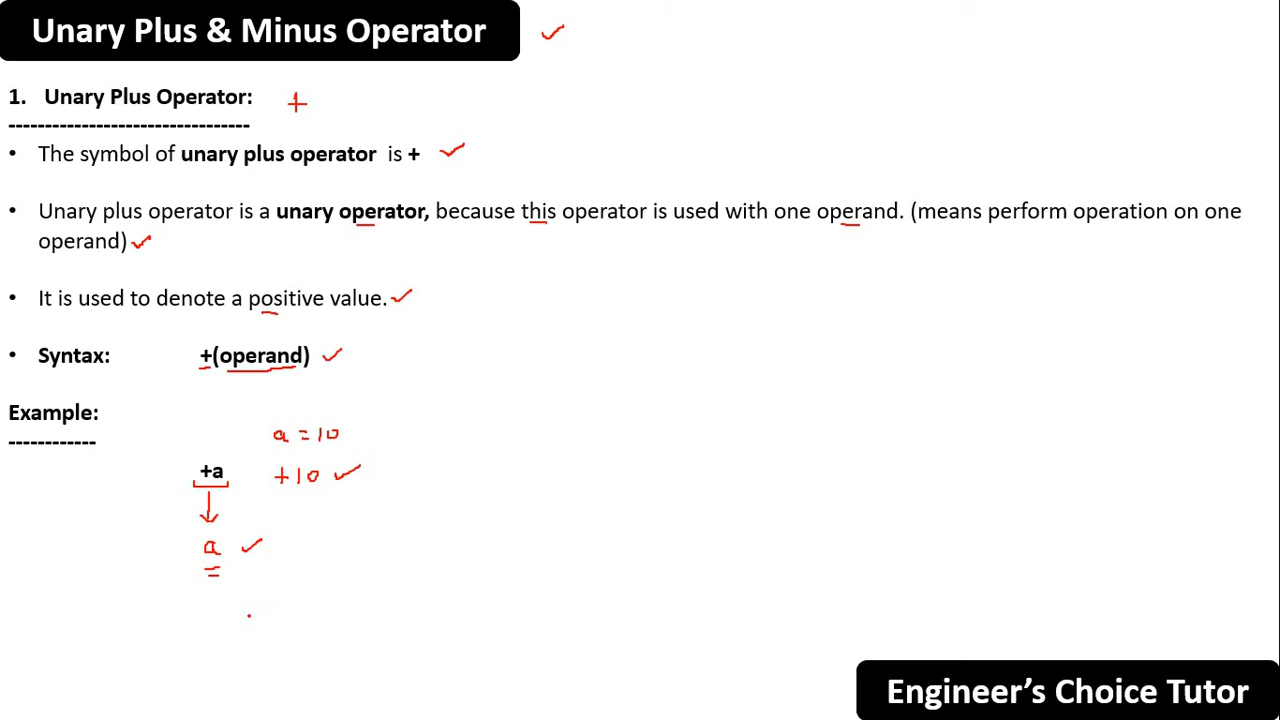 Unary Plus & Minus Operator
1. Unary Plus Operator: +
--------------------------------
• The symbol of unary plus operator is +
• Unary plus operator is a unary operator, because this operator is used with one operand. (means perform operation on one
operand)
• It is used to denote a positive value.
• Syntax: +(operand)
Example:
------------
a = 10
+a +10
a
Engineer’s Choice Tutor